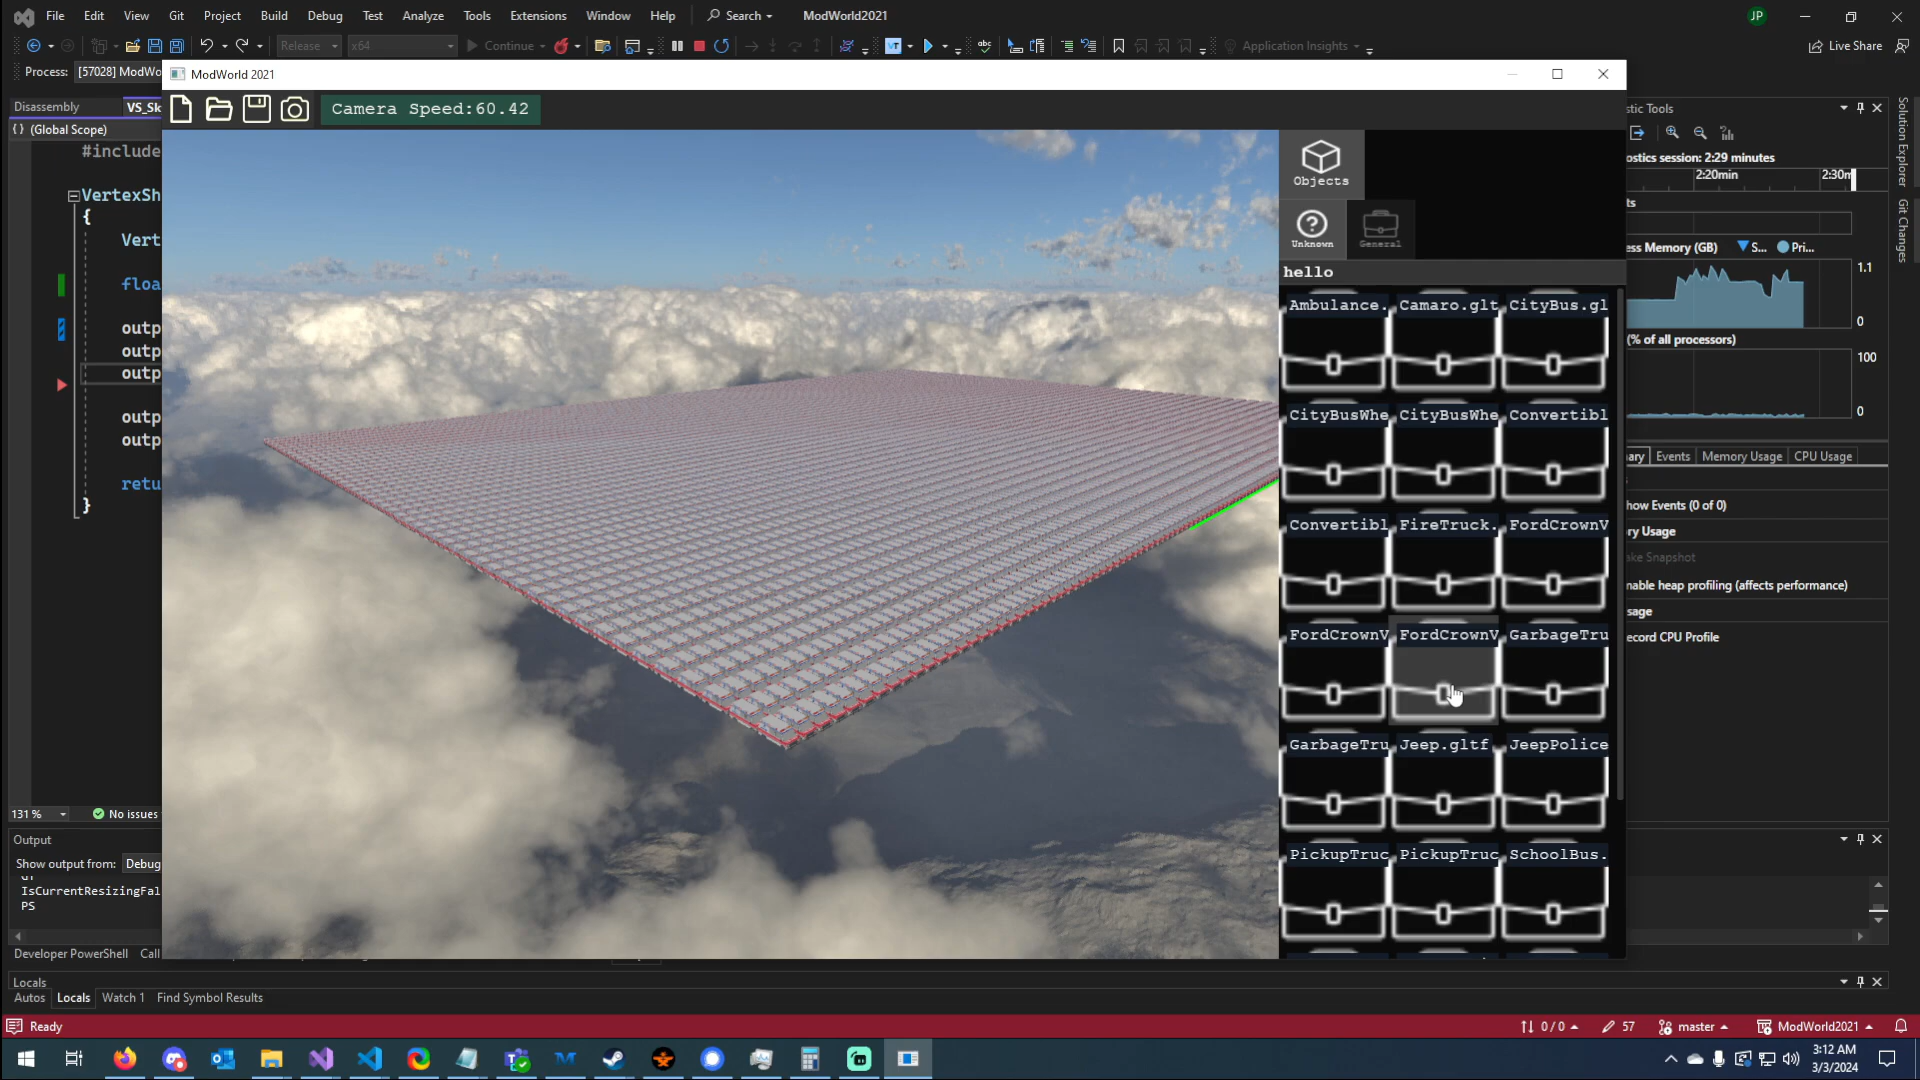 File Edit View Git Project Build Debug Test Analyze Tools Extensions Window Help Search ModWorld2021 JP
Release x64 Continue Application Insights Live Share
Process: [57028] ModWo
ModWorld 2021
Disassembly VS_Sk
Camera Speed:60.42
stic Tools
{ } (Global Scope)
#include
VertexSh
{
Vert
floa
outp
outp
outp
outp
outp
retu
}
Objects
Unknown General
hello
Ambulance. Camaro.glt CityBus.gl
CityBusWhe CityBusWhe Convertibl
Convertibl FireTruck. FordCrownV
FordCrownV FordCrownV GarbageTru
GarbageTru Jeep.gltf JeepPolice
PickupTruc PickupTruc SchoolBus.
ostics session: 2:29 minutes
2:20min 2:30m
ts
ess Memory (GB) S... Pri...
1.1
0
(% of all processors)
100
0
ary Events Memory Usage CPU Usage
how Events (0 of 0)
ry Usage
ake Snapshot
nable heap profiling (affects performance)
sage
ecord CPU Profile
Solution Explorer
Git Changes
131 % No issues
Output
Show output from: Debug
IsCurrentResizingFal
PS
Developer PowerShell Call
Locals
Autos Locals Watch 1 Find Symbol Results
Ready 0 / 0 57 master ModWorld2021
3:12 AM
3/3/2024